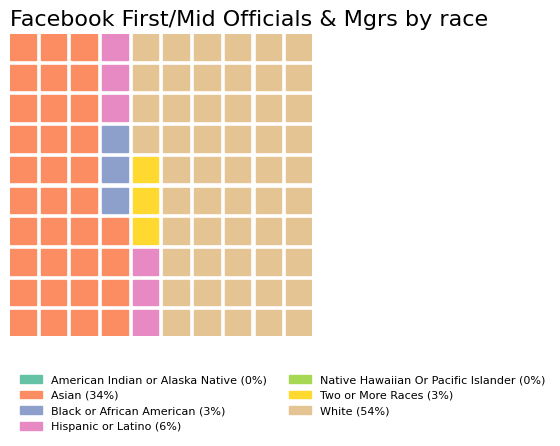 Facebook First/Mid Officials & Mgrs by race
American Indian or Alaska Native (0%)
Asian (34%)
Black or African American (3%)
Hispanic or Latino (6%)
Native Hawaiian Or Pacific Islander (0%)
Two or More Races (3%)
White (54%)